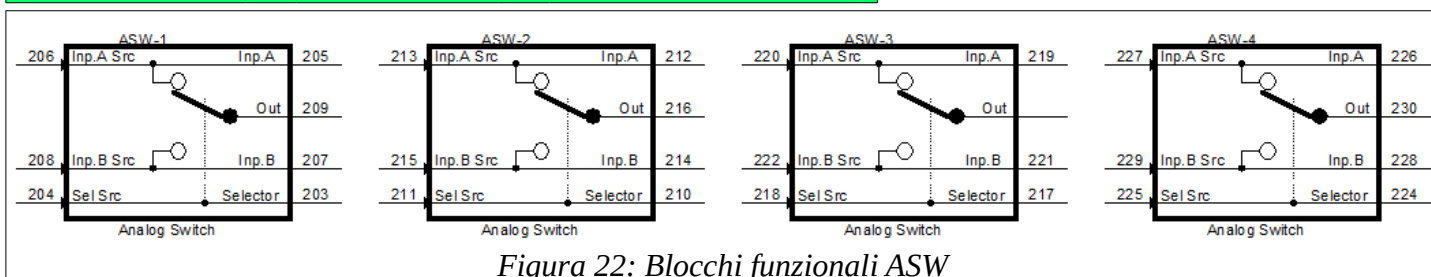 ASW-1 ASW-2 ASW-3 ASW-4
206 Inp.A Src Inp.A 205 213 Inp.A Src Inp.A 212 220 Inp.A Src Inp.A 219 227 Inp.A Src Inp.A 226
Out 209 Out 216 Out 223 Out 230
208 Inp.B Src Inp.B 207 215 Inp.B Src Inp.B 214 222 Inp.B Src Inp.B 221 229 Inp.B Src Inp.B 228
204 Sel Src Selector 203 211 Sel Src Selector 210 218 Sel Src Selector 217 225 Sel Src Selector 224
Analog Switch Analog Switch Analog Switch Analog Switch
Figura 22: Blocchi funzionali ASW